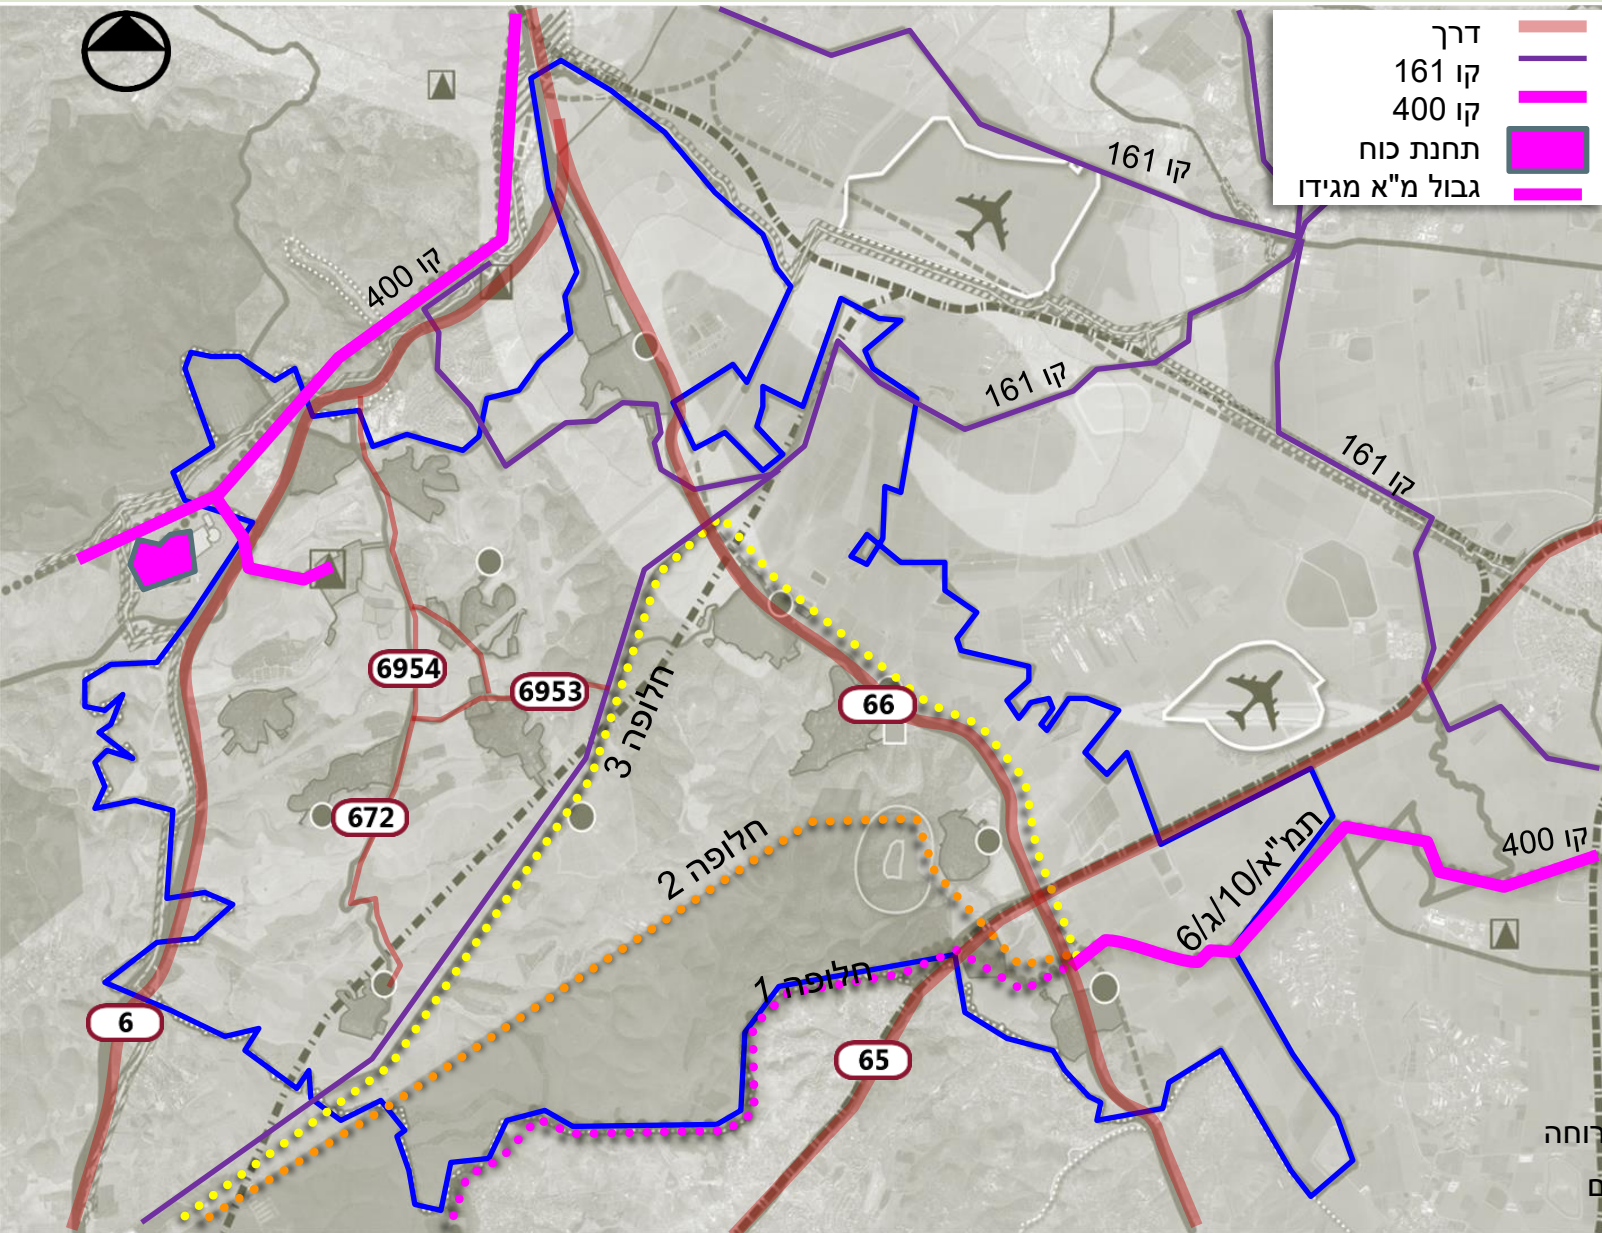 דרך
קו 161
קו 400
תחנת כוח
גבול מ"א מגידו
קו 161
קו 400
קו 161
קו 161
6954
6953
66
חלופה 3
672
חלופה 2
תמ"א/10/ג/6
קו 400
חלופה 1
6
65
רוחה
ם